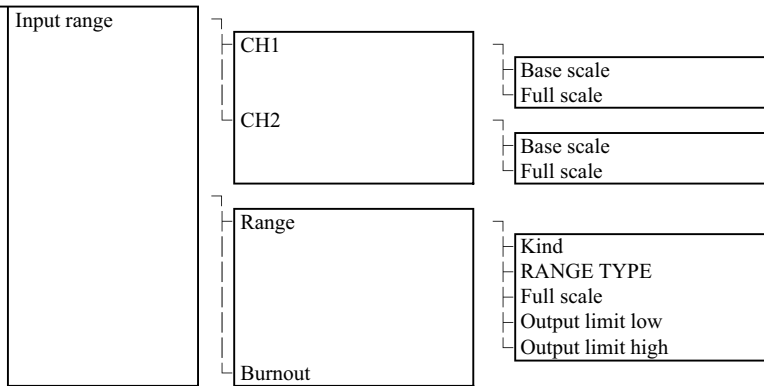 Input range
CH1
Base scale
Full scale
CH2
Base scale
Full scale
Range
Kind
RANGE TYPE
Full scale
Output limit low
Output limit high
Burnout